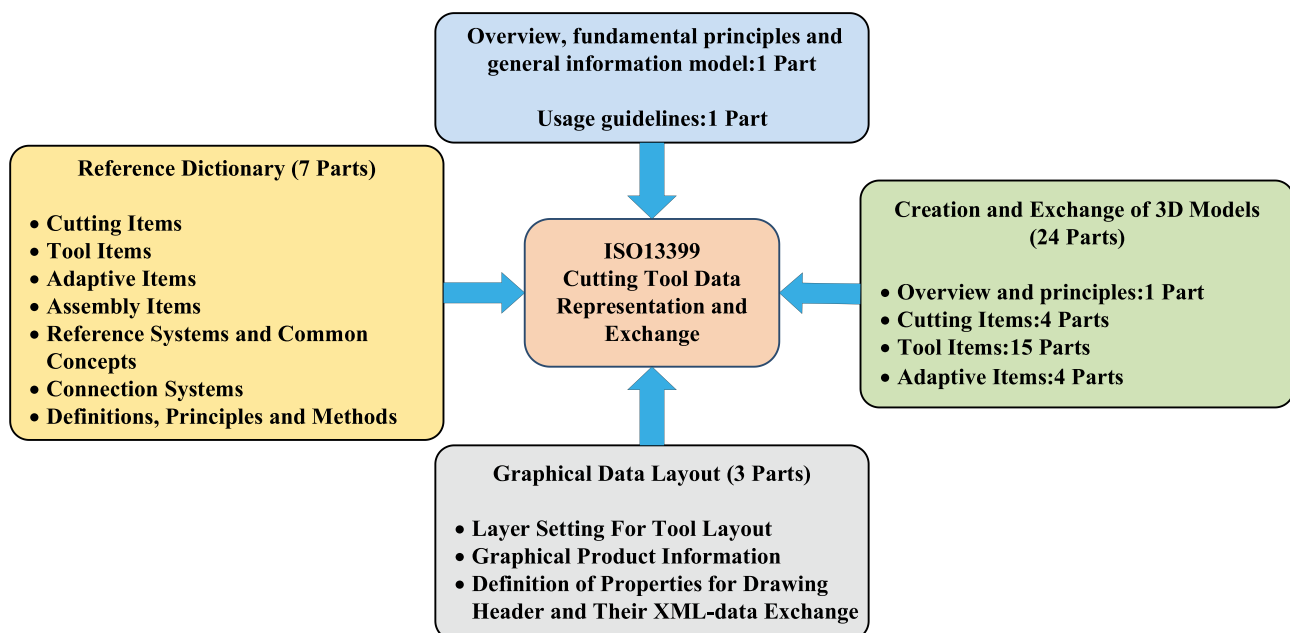 Overview, fundamental principles and
general information model:1 Part
Usage guidelines:1 Part
Reference Dictionary (7 Parts)
• Cutting Items
• Tool Items
• Adaptive Items
• Assembly Items
• Reference Systems and Common
Concepts
• Connection Systems
• Definitions, Principles and Methods
ISO13399
Cutting Tool Data
Representation and
Exchange
Creation and Exchange of 3D Models
(24 Parts)
• Overview and principles:1 Part
• Cutting Items:4 Parts
• Tool Items:15 Parts
• Adaptive Items:4 Parts
Graphical Data Layout (3 Parts)
• Layer Setting For Tool Layout
• Graphical Product Information
• Definition of Properties for Drawing
Header and Their XML-data Exchange